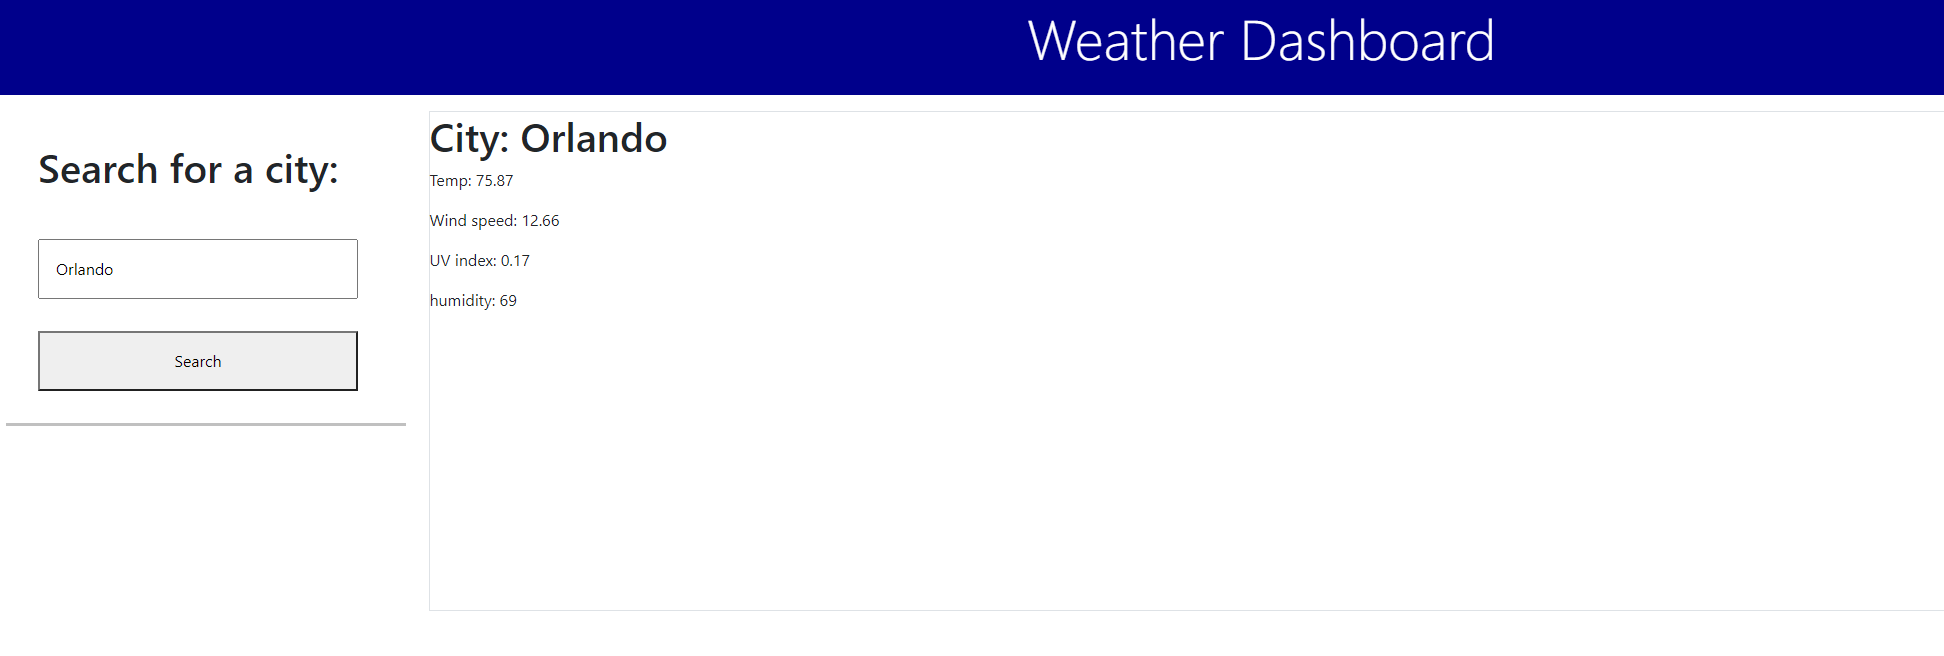 Weather Dashboard
Search for a city:
Orlando
Search
City: Orlando
Temp: 75.87
Wind speed: 12.66
UV index: 0.17
humidity: 69